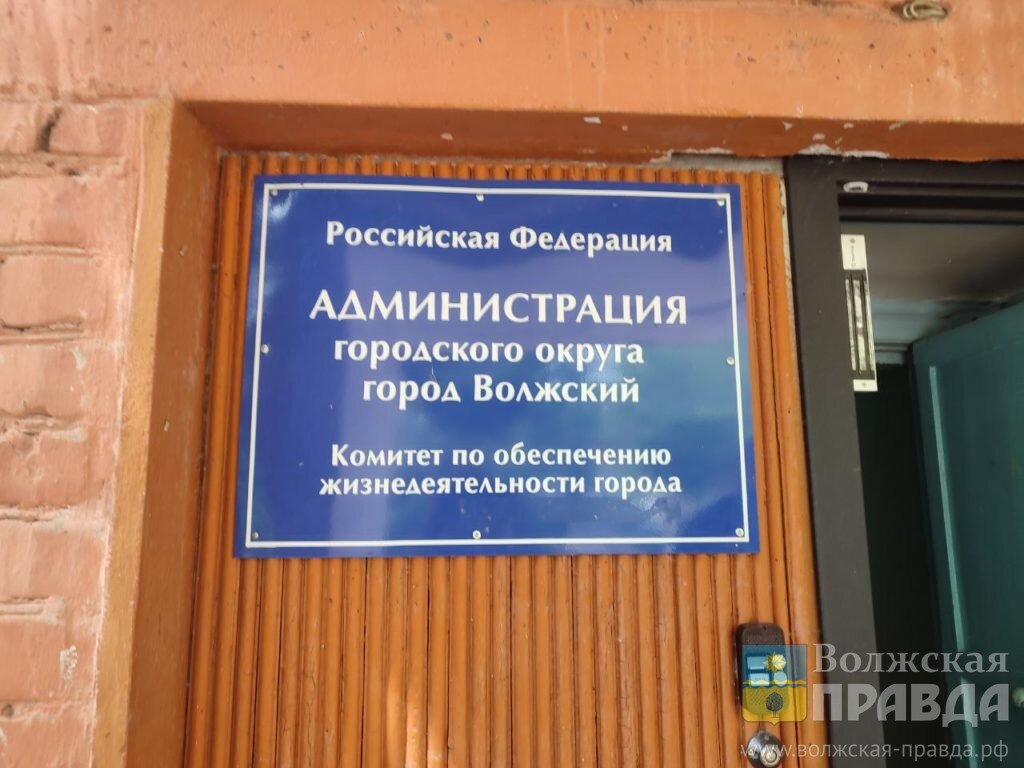 Российская Федерация
АДМИНИСТРАЦИЯ
городского округа
город Волжский
Комитет по обеспечению
жизнедеятельности города
Волжская
ПРАВДА
www.волжская-правда.рф